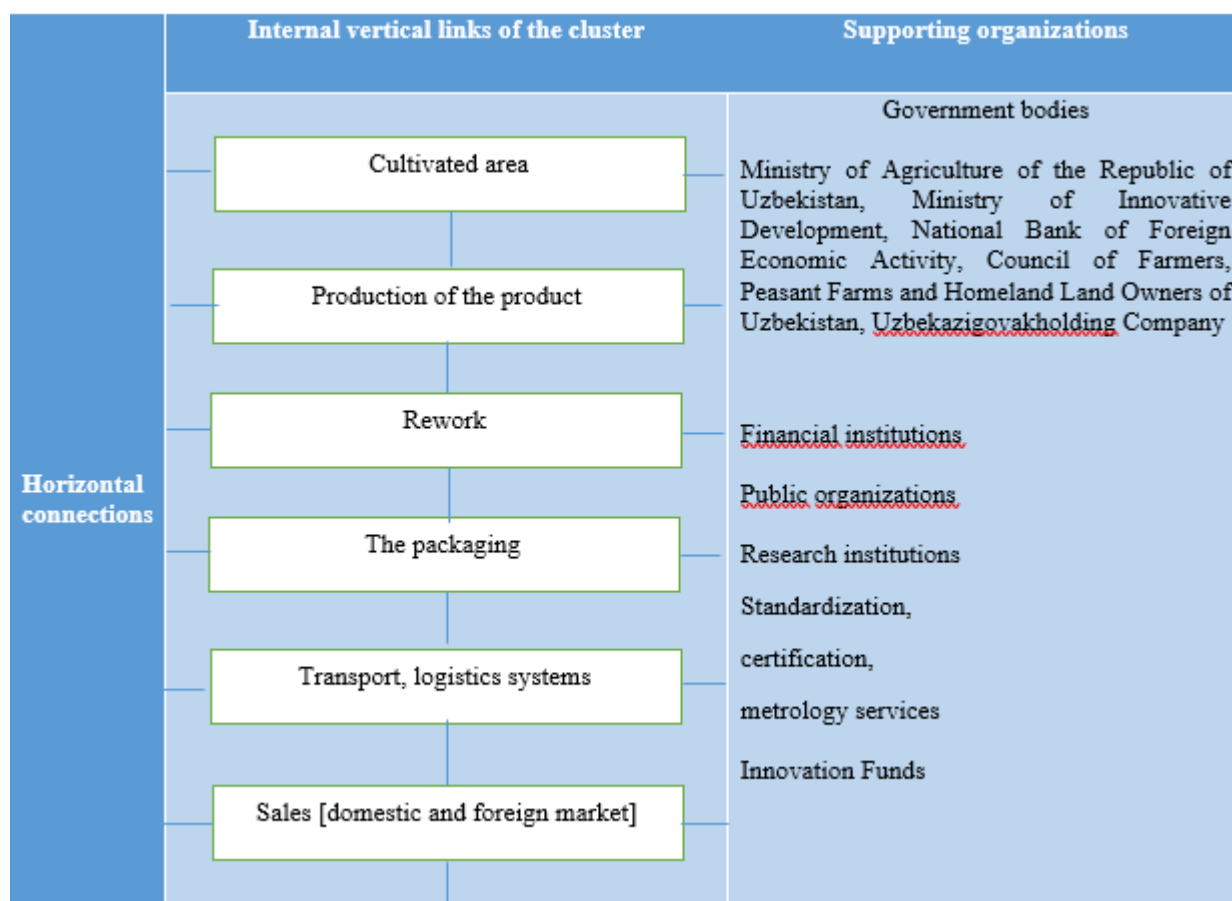 Internal vertical links of the cluster
Supporting organizations
Horizontal
connections
Cultivated area
Production of the product
Rework
The packaging
Transport, logistics systems
Sales [domestic and foreign market]
Government bodies
Ministry of Agriculture of the Republic of
Uzbekistan, Ministry of Innovative
Development, National Bank of Foreign
Economic Activity, Council of Farmers,
Peasant Farms and Homeland Land Owners of
Uzbekistan, Uzbekazigovakholding Company
Financial institutions
Public organizations
Research institutions
Standardization,
certification,
metrology services
Innovation Funds